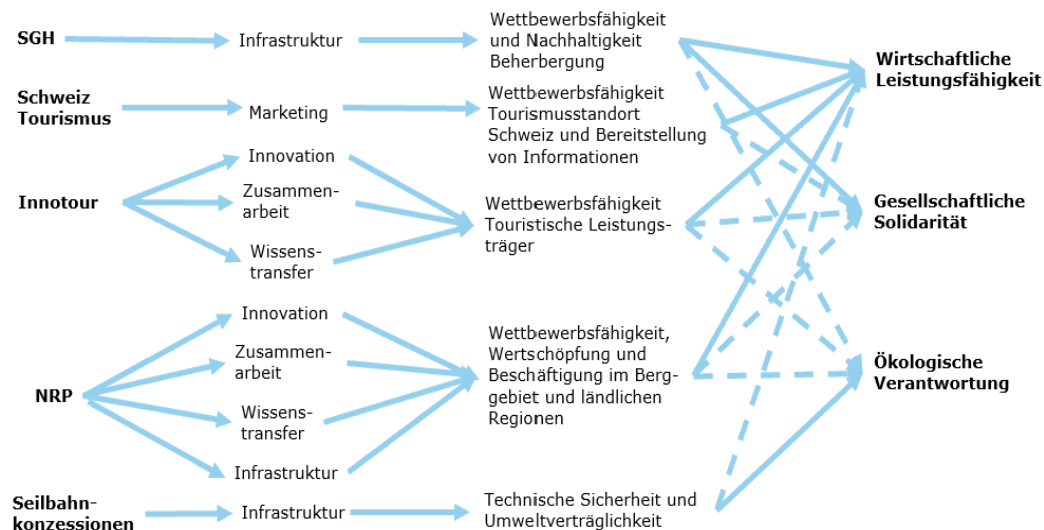 SGH
Infrastruktur
Wettbewerbsfähigkeit
und Nachhaltigkeit
Beherbergung
Wirtschaftliche
Leistungsfähigkeit
Schweiz
Tourismus
Marketing
Wettbewerbsfähigkeit
Tourismusstandort
Schweiz und Bereitstellung
von Informationen
Innotour
Innovation
Zusammen-
arbeit
Wissens-
transfer
Wettbewerbsfähigkeit
Touristische Leistungs-
träger
Gesellschaftliche
Solidarität
NRP
Innovation
Zusammen-
arbeit
Wissens-
transfer
Infrastruktur
Wettbewerbsfähigkeit,
Wertschöpfung und
Beschäftigung im Berg-
gebiet und ländlichen
Regionen
Ökologische
Verantwortung
Seilbahn-
konzessionen
Infrastruktur
Technische Sicherheit und
Umweltverträglichkeit